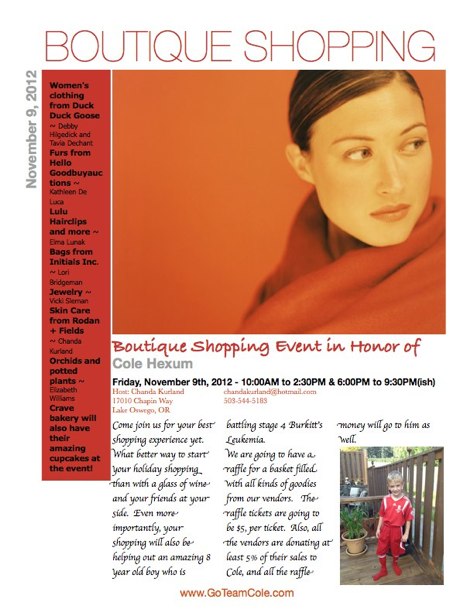 BOUTIQUE SHOPPING
November 9, 2012
Women's
clothing
from Duck
Duck Goose
~ Debby
Hilgedick and
Tavia Dechant
Furs from
Hello
Goodbuyauc
tions ~
Kathleen De
Luca
Lulu
Hairclips
and more ~
Elma Lunak
Bags from
Initials Inc.
~ Lori
Bridgeman
Jewelry ~
Vicki Sleman
Skin Care
from Rodan
+ Fields
~ Chanda
Kurland
Orchids and
potted
plants ~
Elizabeth
Williams
Crave
bakery will
also have
their
amazing
cupcakes at
the event!
Boutique Shopping Event in Honor of
Cole Hexum
Friday, November 9th, 2012 - 10:00AM to 2:30PM & 6:00PM to 9:30PM(ish)
Host: Chanda Kurland
17010 Chapin Way
Lake Oswego, OR
chandakurland@hotmail.com
503-544-5183
Come join us for your best
shopping experience yet.
What better way to start
your holiday shopping
than with a glass of wine
and your friends at your
side. Even more
importantly, your
shopping will also be
helping out an amazing 8
year old boy who is
battling stage 4 Burkitt's
Leukemia.
We are going to have a
raffle for a basket filled
with all kinds of goodies
from our vendors. The
raffle tickets are going to
be $5, per ticket. Also, all
the vendors are donating at
least 5% of their sales to
Cole, and all the raffle
money will go to him as
well.
www.GoTeamCole.com